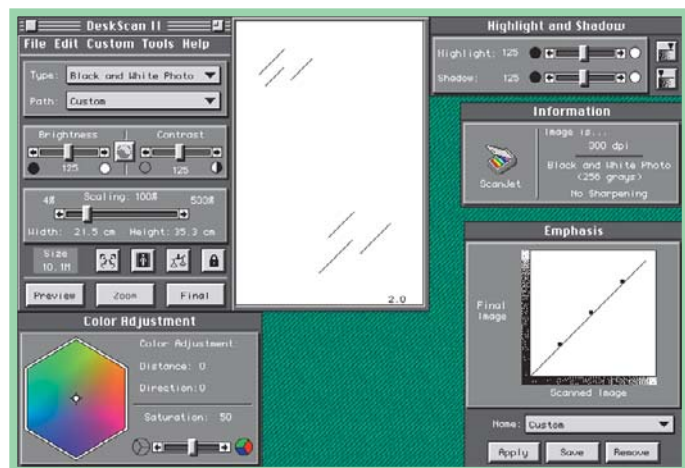 DeskScan II
File Edit Custom Tools Help
Type: Black and White Photo
Path: Custom
Brightness Contrast
125 125
4% Scaling: 100% 500%
Width: 21.5 cm Height: 35.3 cm
Size
10.1M
Preview Zoom Final
2.0
Highlight and Shadow
Highlight: 125
Shadow: 125
Information
Image is...
300 dpi
Black and White Photo
(256 grays)
No Sharpening
ScanJet
Emphasis
Final
Image
Scanned Image
Name: Custom
Apply Save Remove
Color Adjustment
Color Adjustment:
Distance: 0
Direction: 0
Saturation: 50